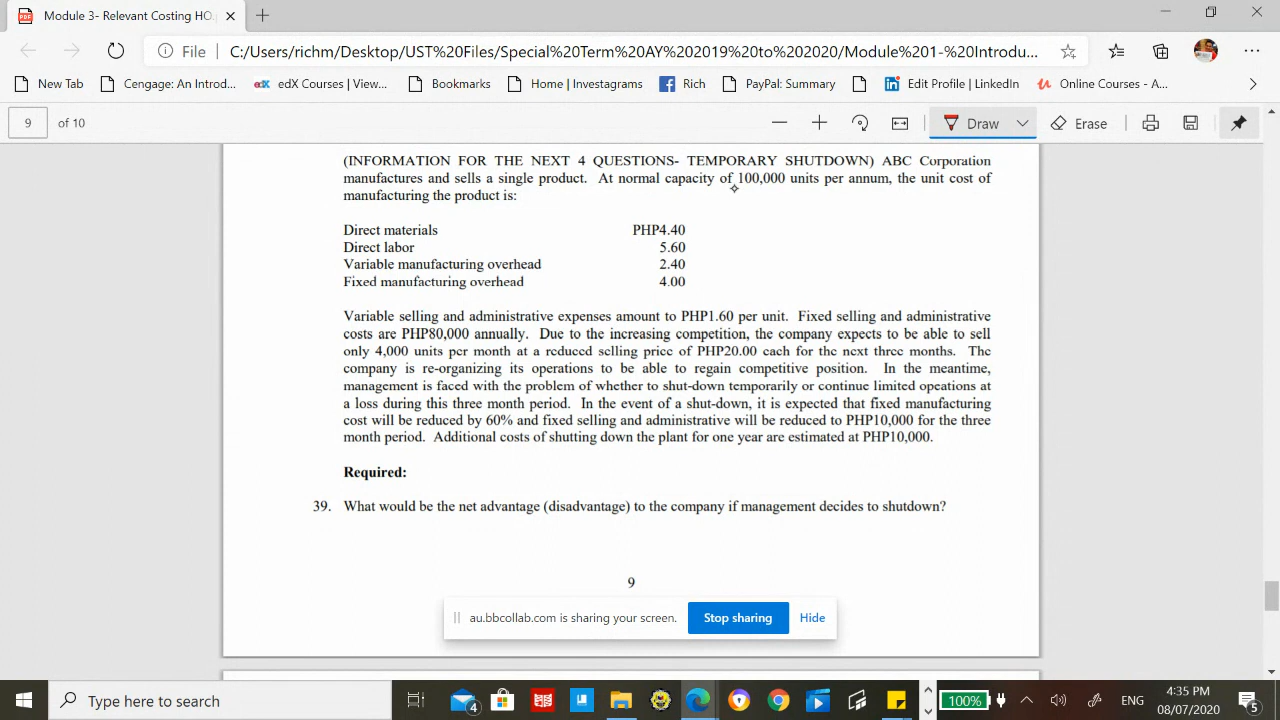 Module 3- Relevant Costing HO.
File
C:/Users/richm/Desktop/UST%20Files/Special%20Term%20AY%202019%20to%202020/Module%201-%20Introdu...
New Tab
Cengage: An Introd...
edX Courses | View...
Bookmarks
Home | Investagrams
Rich
PayPal: Summary
Edit Profile | LinkedIn
Online Courses - A...
9 of 10
Draw
Erase
(INFORMATION FOR THE NEXT 4 QUESTIONS- TEMPORARY SHUTDOWN) ABC Corporation
manufactures and sells a single product. At normal capacity of 100,000 units per annum, the unit cost of
manufacturing the product is:
Direct materials PHP4.40
Direct labor 5.60
Variable manufacturing overhead 2.40
Fixed manufacturing overhead 4.00
Variable selling and administrative expenses amount to PHP1.60 per unit. Fixed selling and administrative
costs are PHP80,000 annually. Due to the increasing competition, the company expects to be able to sell
only 4,000 units per month at a reduced selling price of PHP20.00 each for the next three months. The
company is re-organizing its operations to be able to regain competitive position. In the meantime,
management is faced with the problem of whether to shut-down temporarily or continue limited opeations at
a loss during this three month period. In the event of a shut-down, it is expected that fixed manufacturing
cost will be reduced by 60% and fixed selling and administrative will be reduced to PHP10,000 for the three
month period. Additional costs of shutting down the plant for one year are estimated at PHP10,000.
Required:
39. What would be the net advantage (disadvantage) to the company if management decides to shutdown?
9
au.bbcollab.com is sharing your screen.
Stop sharing
Hide
Type here to search
4
100%
ENG
4:35 PM
08/07/2020
5